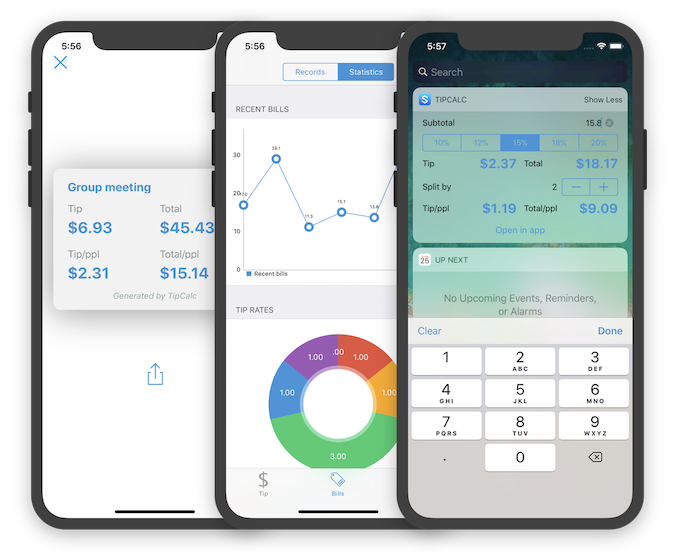 5:56
Group meeting
Tip Total
$6.93 $45.43
Tip/ppl Total/ppl
$2.31 $15.14
Generated by TipCalc
5:56
Records Statistics
RECENT BILLS
30
20
10
0
29.1
11.3
15.1
13.8
Recent bills
TIP RATES
1.00 .00 1.00
1.00 1.00
3.00
$
Tip Bills
5:57
Search
TIPCALC Show Less
Subtotal 15.8
10% 12% 15% 18% 20%
Tip $2.37 Total $18.17
Split by 2 − +
Tip/ppl $1.19 Total/ppl $9.09
Open in app
25 UP NEXT
No Upcoming Events, Reminders,
or Alarms
Clear Done
1 2 3
ABC DEF
4 5 6
GHI JKL MNO
7 8 9
PQRS TUV WXYZ
. 0